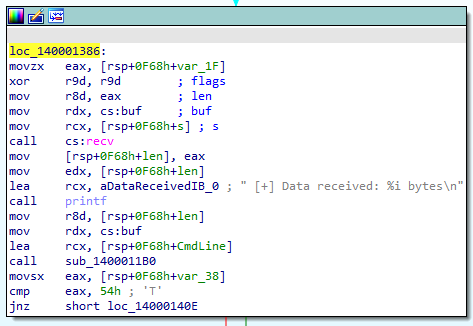 loc_140001386:
movzx eax, [rsp+0F68h+var_1F]
xor r9d, r9d ; flags
mov r8d, eax ; len
mov rdx, cs:buf ; buf
mov rcx, [rsp+0F68h+s] ; s
call cs:recv
mov [rsp+0F68h+len], eax
mov edx, [rsp+0F68h+len]
lea rcx, aDataReceivedIB_0 ; " [+] Data received: %i bytes\n"
call printf
mov r8d, [rsp+0F68h+len]
mov rdx, cs:buf
lea rcx, [rsp+0F68h+CmdLine]
call sub_1400011B0
movsx eax, [rsp+0F68h+var_38]
cmp eax, 54h ; 'T'
jnz short loc_14000140E